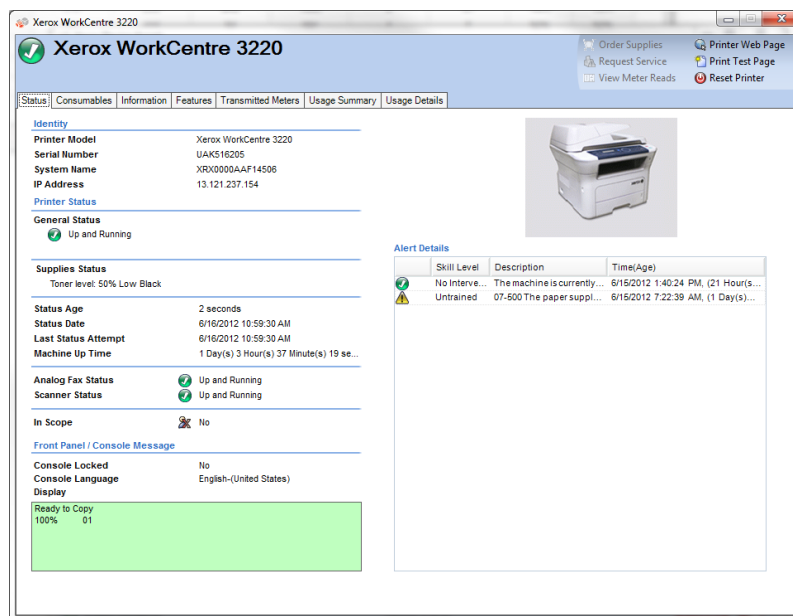 Xerox WorkCentre 3220
Xerox WorkCentre 3220
Order Supplies
Printer Web Page
Request Service
Print Test Page
View Meter Reads
Reset Printer
Status Consumables Information Features Transmitted Meters Usage Summary Usage Details
Identity
Printer Model Xerox WorkCentre 3220
Serial Number UAK516205
System Name XRX0000AAF14506
IP Address 13.121.237.154
Printer Status
General Status
Up and Running
Supplies Status
Toner level: 50% Low Black
Status Age 2 seconds
Status Date 6/16/2012 10:59:30 AM
Last Status Attempt 6/16/2012 10:59:30 AM
Machine Up Time 1 Day(s) 3 Hour(s) 37 Minute(s) 19 se...
Analog Fax Status Up and Running
Scanner Status Up and Running
In Scope No
Front Panel / Console Message
Console Locked No
Console Language English-(United States)
Display
Ready to Copy
100% 01
Alert Details
Skill Level Description Time(Age)
No Interve... The machine is currently... 6/15/2012 1:40:24 PM, (21 Hour(s...
Untrained 07-500 The paper suppl... 6/15/2012 7:22:39 AM, (1 Day(s)...